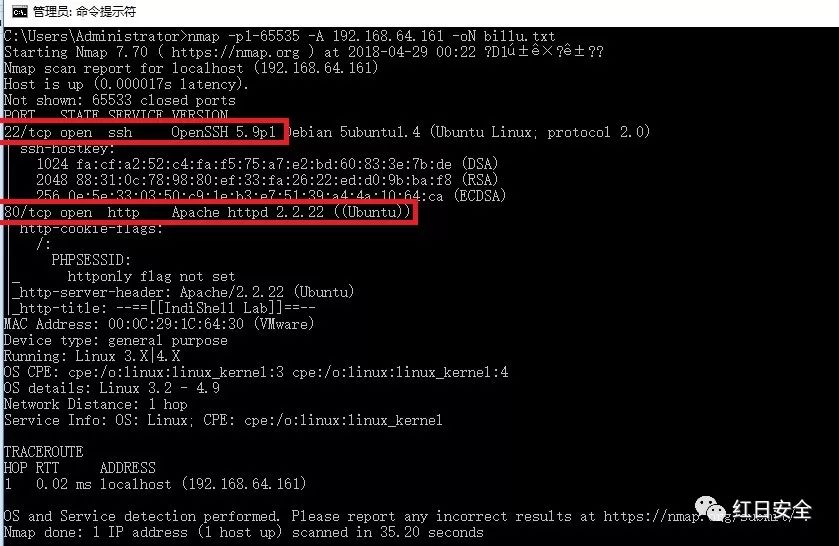 管理员: 命令提示符
C:\Users\Administrator>nmap -p1-65535 -A 192.168.64.161 -oN billu.txt
Starting Nmap 7.70 ( https://nmap.org ) at 2018-04-29 00:22 ?D1ú±ê×?ê±??
Nmap scan report for localhost (192.168.64.161)
Host is up (0.000017s latency).
Not shown: 65533 closed ports
PORT   STATE SERVICE VERSION
22/tcp open  ssh     OpenSSH 5.9p1 Debian 5ubuntu1.4 (Ubuntu Linux; protocol 2.0)
| ssh-hostkey:
|   1024 fa:cf:a2:52:c4:fa:f5:75:a7:e2:bd:60:83:3e:7b:de (DSA)
|   2048 88:31:0c:78:98:80:ef:33:fa:26:22:ed:d0:9b:ba:f8 (RSA)
|_  256 0e:5e:33:03:50:c9:1e:b3:e7:51:39:a4:4a:10:64:ca (ECDSA)
80/tcp open  http    Apache httpd 2.2.22 ((Ubuntu))
| http-cookie-flags:
|   /:
|     PHPSESSID:
|_      httponly flag not set
|_http-server-header: Apache/2.2.22 (Ubuntu)
|_http-title: --==[[IndiShell Lab]]==--
MAC Address: 00:0C:29:1C:64:30 (VMware)
Device type: general purpose
Running: Linux 3.X|4.X
OS CPE: cpe:/o:linux:linux_kernel:3 cpe:/o:linux:linux_kernel:4
OS details: Linux 3.2 - 4.9
Network Distance: 1 hop
Service Info: OS: Linux; CPE: cpe:/o:linux:linux_kernel
TRACEROUTE
HOP RTT     ADDRESS
1   0.02 ms localhost (192.168.64.161)
OS and Service detection performed. Please report any incorrect results at https://nmap.org/submit/ .
Nmap done: 1 IP address (1 host up) scanned in 35.20 seconds
红日安全